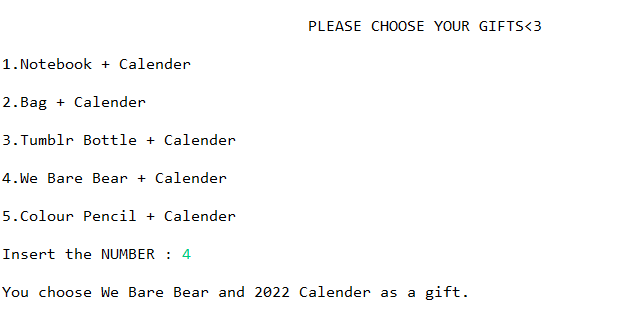 PLEASE CHOOSE YOUR GIFTS<3
1.Notebook + Calender
2.Bag + Calender
3.Tumblr Bottle + Calender
4.We Bare Bear + Calender
5.Colour Pencil + Calender
Insert the NUMBER : 4
You choose We Bare Bear and 2022 Calender as a gift.